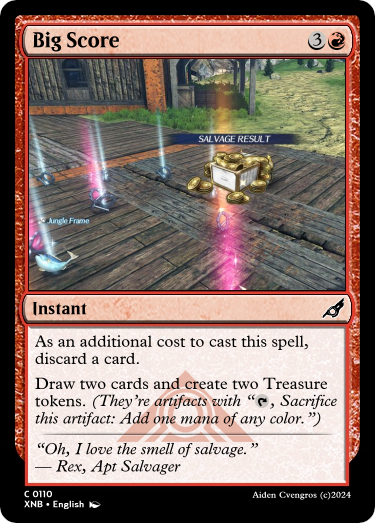 Big Score 3
SALVAGE RESULT
Jungle Frame
Instant
As an additional cost to cast this spell,
discard a card.
Draw two cards and create two Treasure
tokens. (They're artifacts with “, Sacrifice
this artifact: Add one mana of any color.”)
“Oh, I love the smell of salvage.”
— Rex, Apt Salvager
C 0110
XNB • English
Aiden Cvengros (c)2024